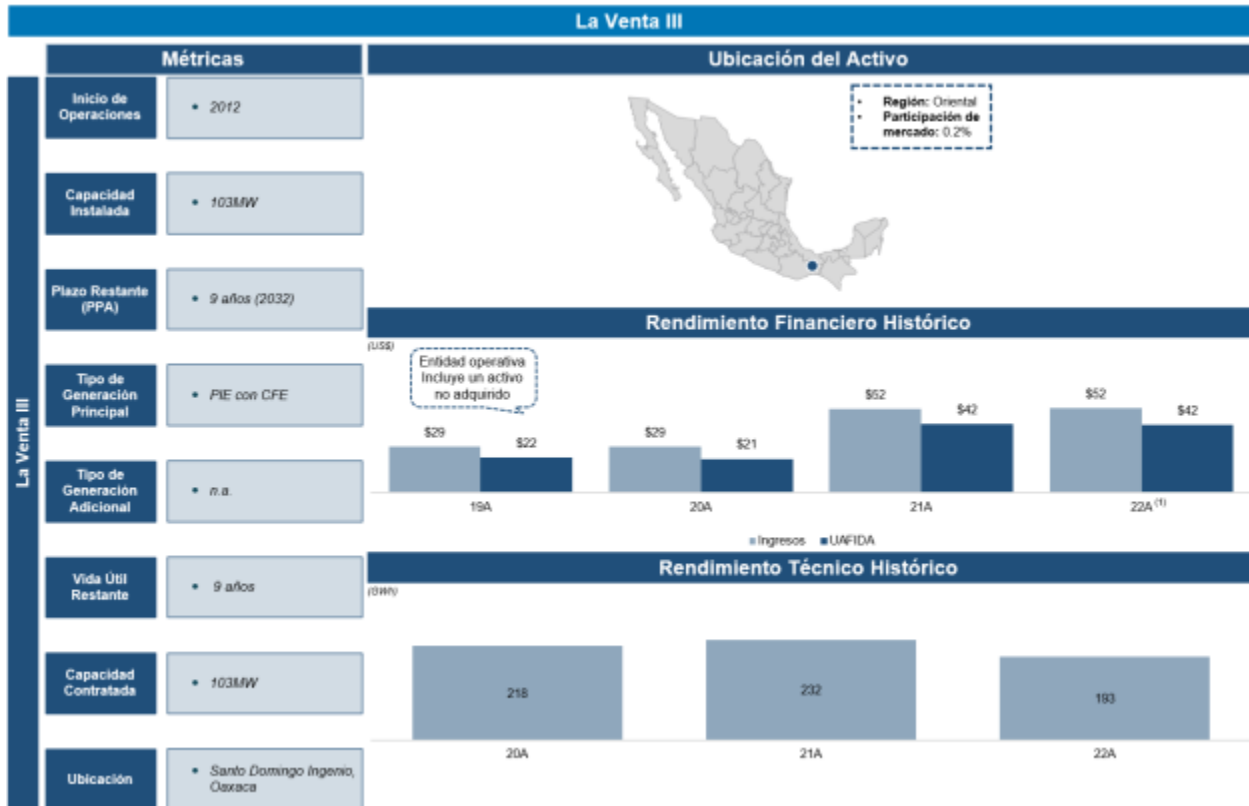 La Venta III
Métricas
La Venta III
Inicio de
Operaciones
• 2012
Capacidad
Instalada
• 103MW
Plazo Restante
(PPA)
• 9 años (2032)
Tipo de
Generación
Principal
• PIE con CFE
Tipo de
Generación
Adicional
• n.a.
Vida Útil
Restante
• 9 años
Capacidad
Contratada
• 103MW
Ubicación
• Santo Domingo Ingenio,
Oaxaca
Ubicación del Activo
• Región: Oriental
• Participación de
mercado: 0.2%
Rendimiento Financiero Histórico
(US$)
Entidad operativa
Incluye un activo
no adquirido
$29
$22
$29
$21
$52
$42
$52
$42
19A
20A
21A
22A (1)
Ingresos
UAFIDA
Rendimiento Técnico Histórico
(GWh)
218
232
193
20A
21A
22A